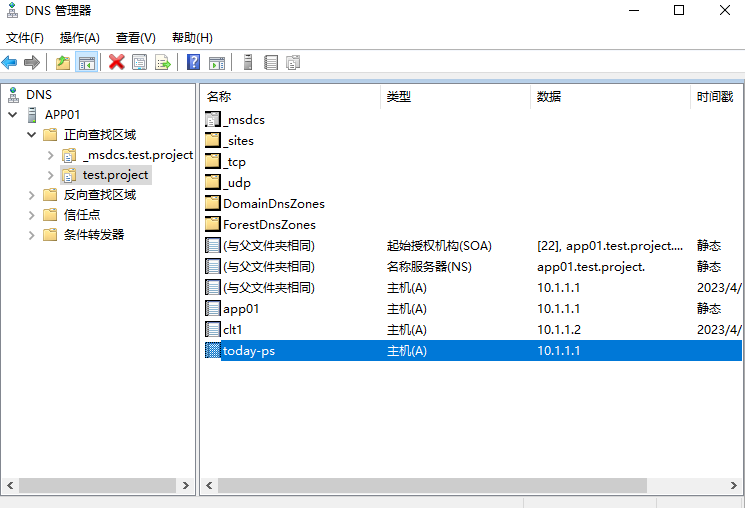 DNS 管理器
文件(F) 操作(A) 查看(V) 帮助(H)
DNS
APP01
正向查找区域
_msdcs.test.project
test.project
反向查找区域
信任点
条件转发器
名称 类型 数据 时间戳
_msdcs
_sites
_tcp
_udp
DomainDnsZones
ForestDnsZones
(与父文件夹相同) 起始授权机构(SOA) [22], app01.test.project.... 静态
(与父文件夹相同) 名称服务器(NS) app01.test.project. 静态
(与父文件夹相同) 主机(A) 10.1.1.1 2023/4/
app01 主机(A) 10.1.1.1 静态
clt1 主机(A) 10.1.1.2 2023/4/
today-ps 主机(A) 10.1.1.1